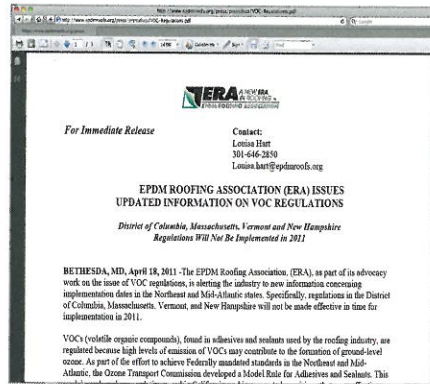 ERA A NEW ERA IN ROOFING
EPDM ROOFING ASSOCIATION
For Immediate Release
Contact:
Louisa Hart
301-646-2850
Louisa.hart@epdmroofs.org
EPDM ROOFING ASSOCIATION (ERA) ISSUES
UPDATED INFORMATION ON VOC REGULATIONS
District of Columbia, Massachusetts, Vermont and New Hampshire
Regulations Will Not Be Implemented in 2011
BETHESDA, MD, April 18, 2011 -The EPDM Roofing Association, (ERA), as part of its advocacy
work on the issue of VOC regulations, is alerting the industry to new information concerning
implementation dates in the Northeast and Mid-Atlantic states. Specifically, regulations in the District
of Columbia, Massachusetts, Vermont, and New Hampshire will not be made effective in time for
implementation in 2011.
VOCs (volatile organic compounds), found in adhesives and sealants used by the roofing industry, are
regulated because high levels of emission of VOCs may contribute to the formation of ground-level
ozone. As part of the effort to achieve Federally mandated standards in the Northeast and Mid-
Atlantic, the Ozone Transport Commission developed a Model Rule for Adhesives and Sealants. This